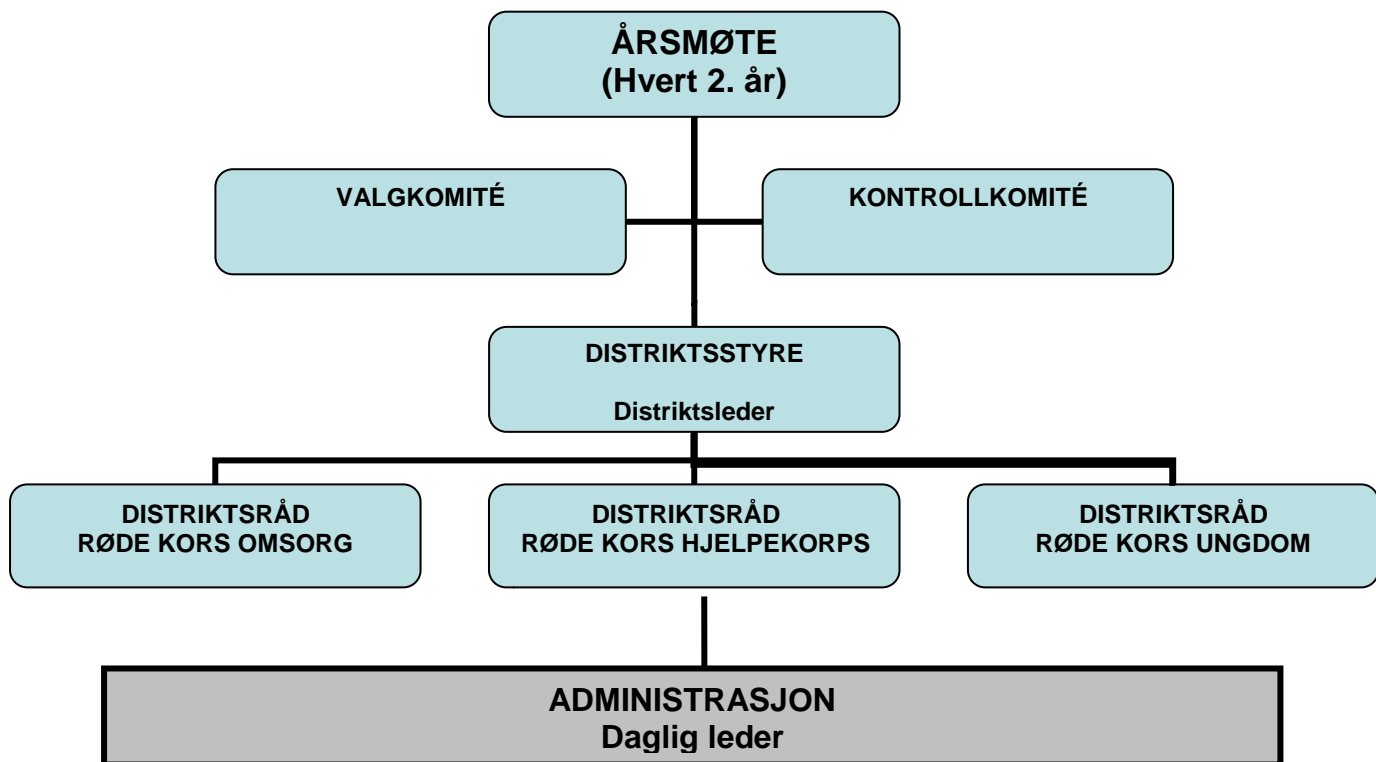 ÅRSMØTE
(Hvert 2. år)
VALGKOMITÉ
KONTROLLKOMITÉ
DISTRIKTSSTYRE
Distriktsleder
DISTRIKTSRÅD
RØDE KORS OMSORG
DISTRIKTSRÅD
RØDE KORS HJELPEKORPS
DISTRIKTSRÅD
RØDE KORS UNGDOM
ADMINISTRASJON
Daglig leder